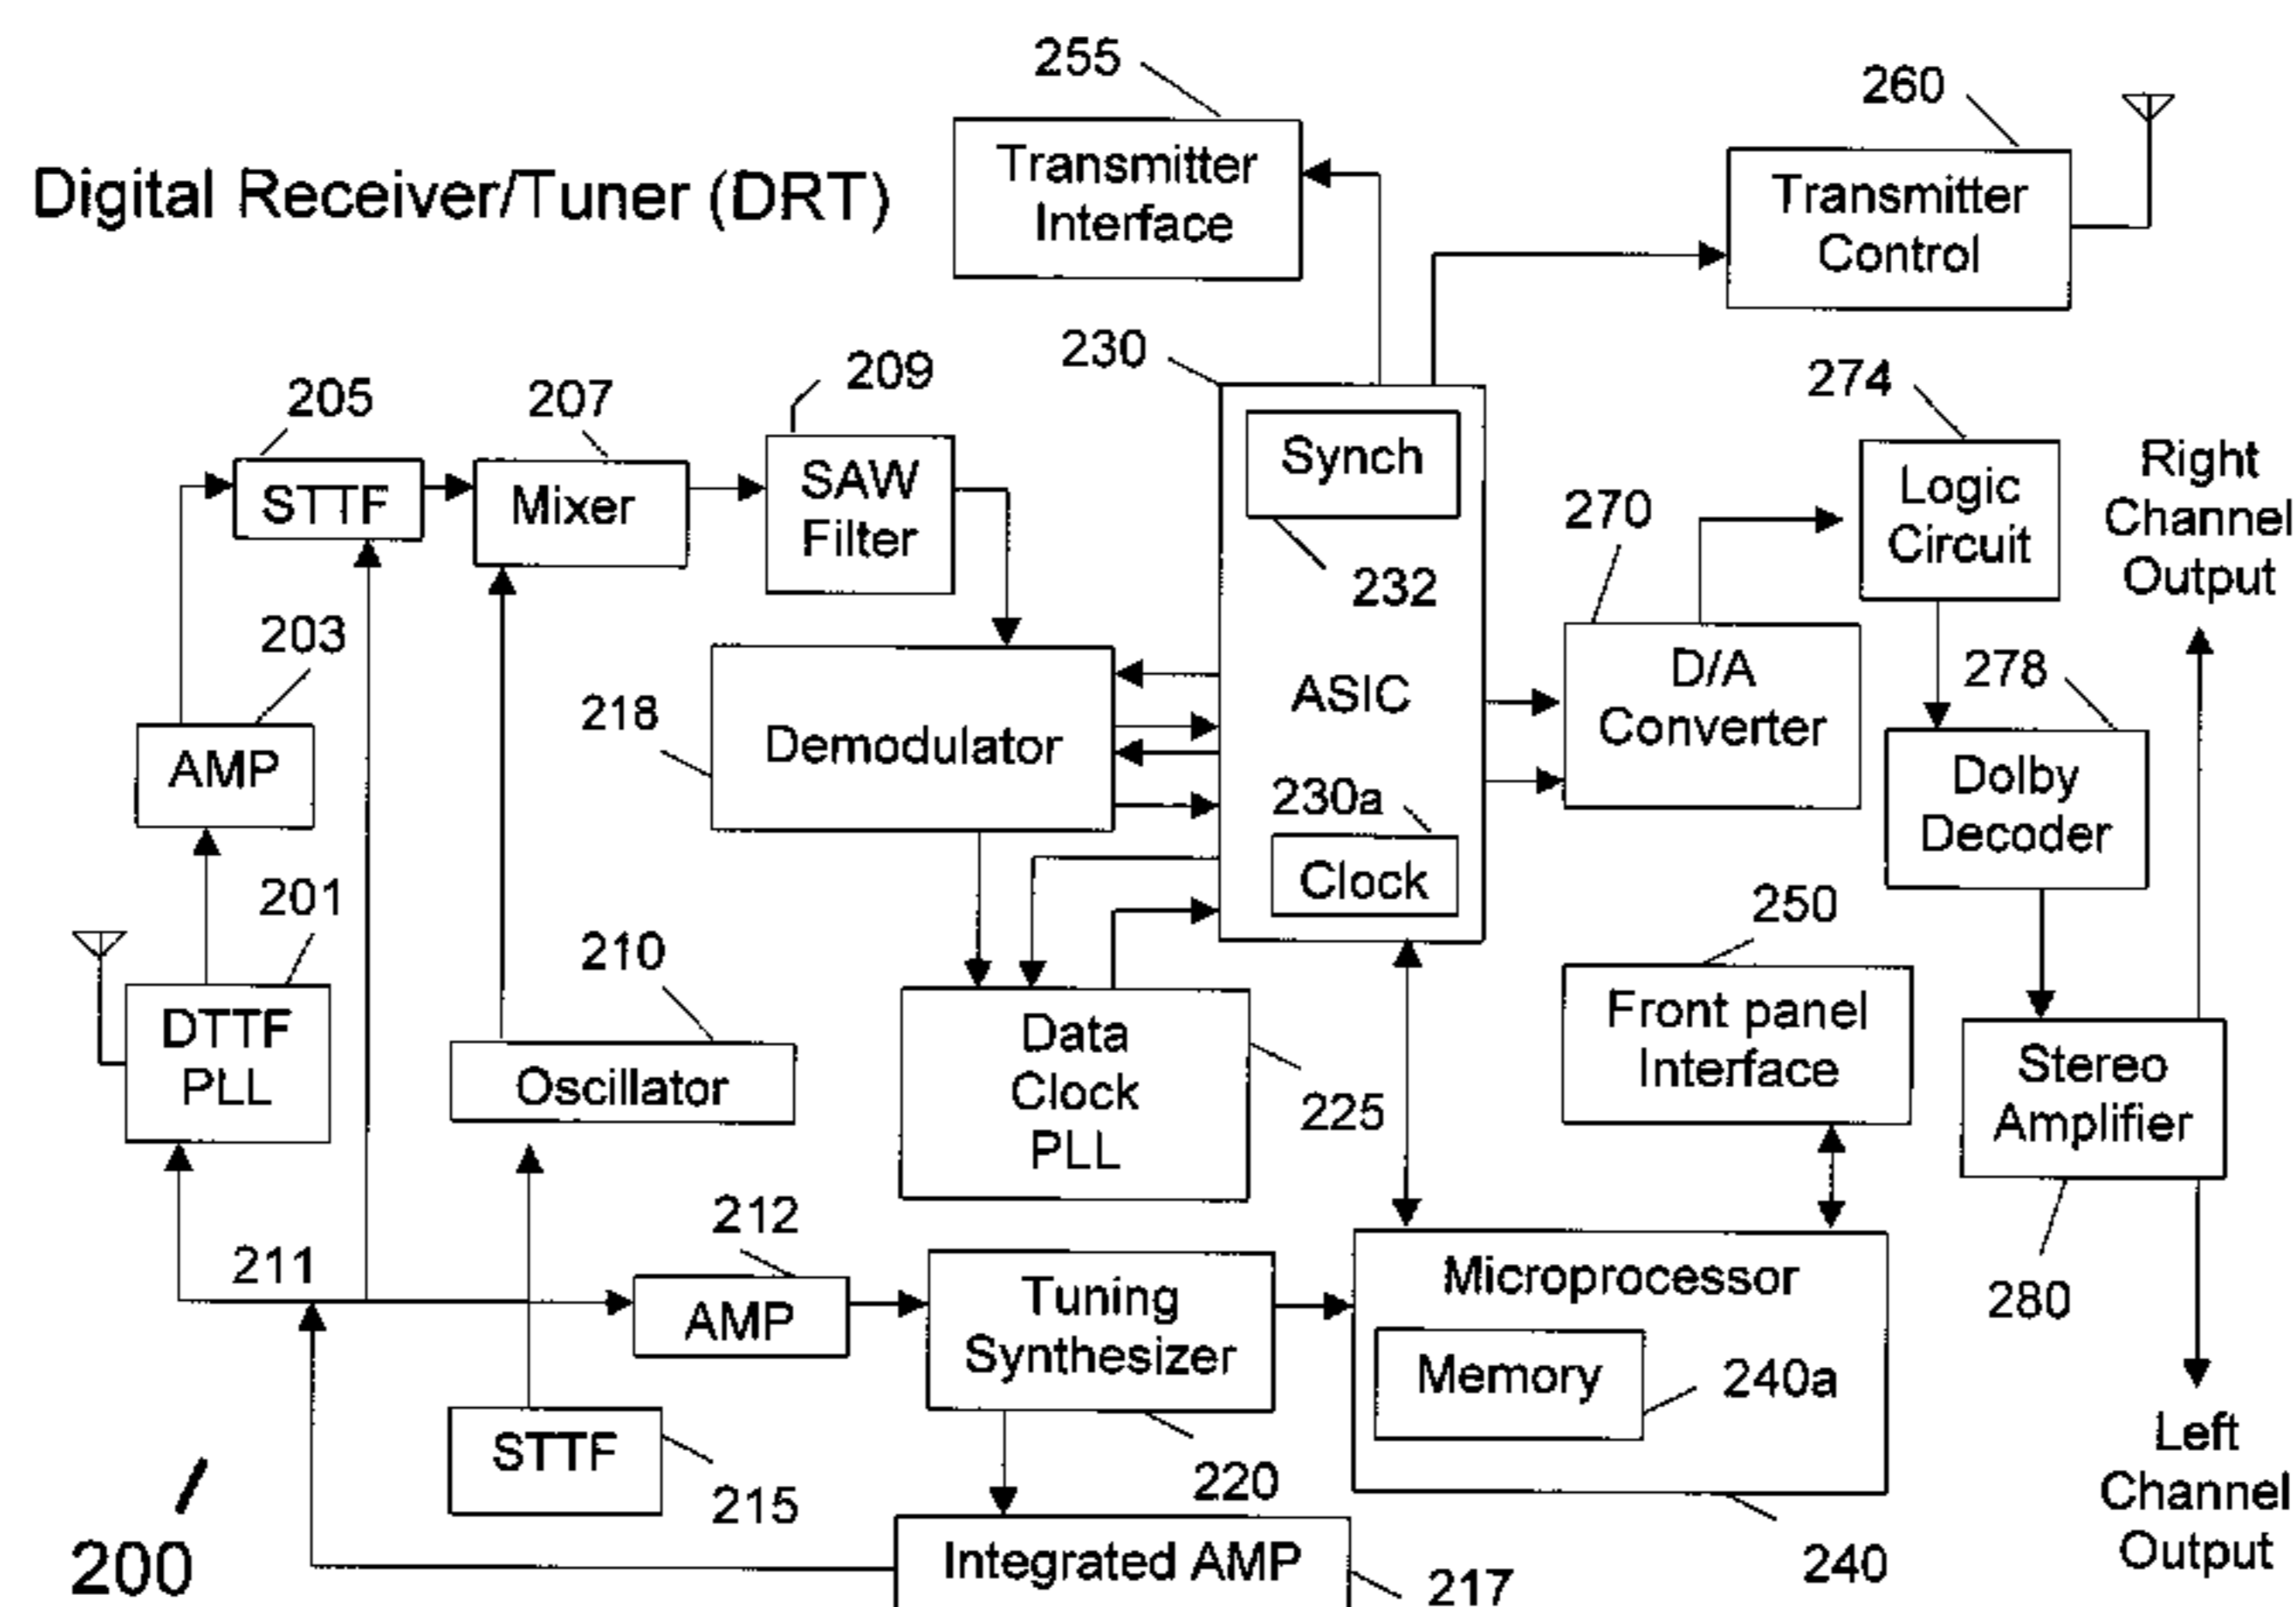 255
260
Transmitter
Interface
Transmitter
Control
Digital Receiver/Tuner (DRT)
230
274
205
207
209
STTF
Mixer
SAW
Filter
Synch
232
270
Logic
Circuit
Right
Channel
Output
203
AMP
218
Demodulator
ASIC
D/A
Converter
278
Dolby
Decoder
230a
Clock
201
DTTF
PLL
210
Oscillator
Data
Clock
PLL
225
250
Front panel
Interface
Stereo
Amplifier
280
211
212
AMP
Tuning
Synthesizer
220
Microprocessor
Memory
240a
240
STTF
215
Integrated AMP
217
Left
Channel
Output
200